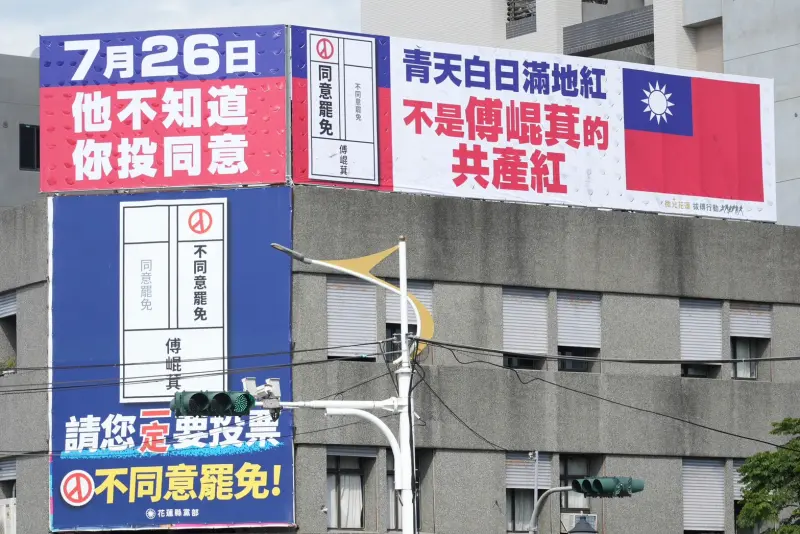 7月26日
他不知道
你投同意
同意罷免
不同意罷免
傅崐萁
青天白日滿地紅
不是傅崐萁的
共產紅
同意罷免
不同意罷免
傅崐萁
請您一定要投票
不同意罷免!
花蓮縣黨部